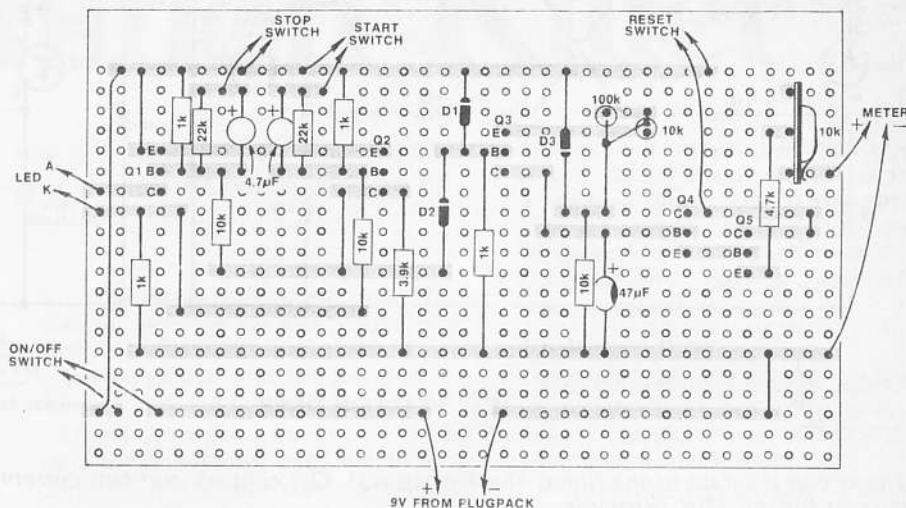 STOP
SWITCH
START
SWITCH
RESET
SWITCH
1k
22k
+
+
22k
1k
D1
Q3
E
B
C
D3
100k
10k
10k
+ METER −
E
Q1 B
C
4.7µF
Q2
E
B
C
A
LED
K
D2
10k
10k
1k
3.9k
1k
10k
+
47µF
Q4
C
B
E
Q5
C
B
E
4.7k
ON/OFF
SWITCH
+ −
9V FROM PLUGPACK